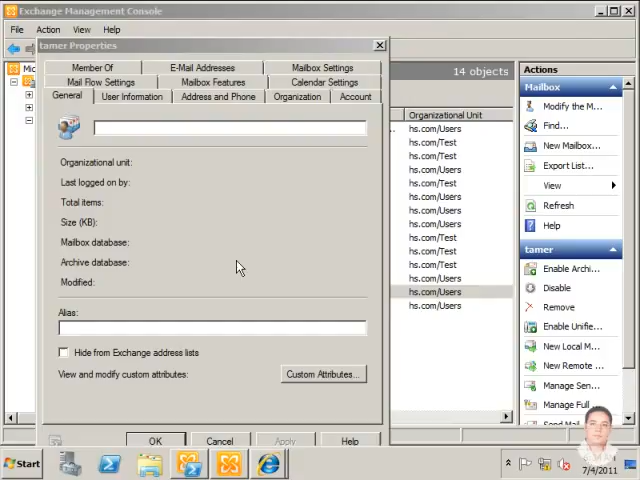 Exchange Management Console
File Action View Help
tamer Properties
Member Of E-Mail Addresses Mailbox Settings
Mail Flow Settings Mailbox Features Calendar Settings
General User Information Address and Phone Organization Account
Organizational unit:
Last logged on by:
Total items:
Size (KB):
Mailbox database:
Archive database:
Modified:
Alias:
Hide from Exchange address lists
View and modify custom attributes:
Custom Attributes...
OK Cancel Apply Help
14 objects
Organizational Unit
hs.com/Users
hs.com/Test
hs.com/Test
hs.com/Users
hs.com/Test
hs.com/Users
hs.com/Users
hs.com/Users
hs.com/Test
hs.com/Test
hs.com/Test
hs.com/Users
hs.com/Users
hs.com/Users
Actions
Mailbox
Modify the M...
Find...
New Mailbox...
Export List...
View
Refresh
Help
tamer
Enable Archi...
Disable
Remove
Enable Unifie...
New Local M...
New Remote ...
Manage Sen...
Manage Full ...
Send Mail
Start
7/4/2011